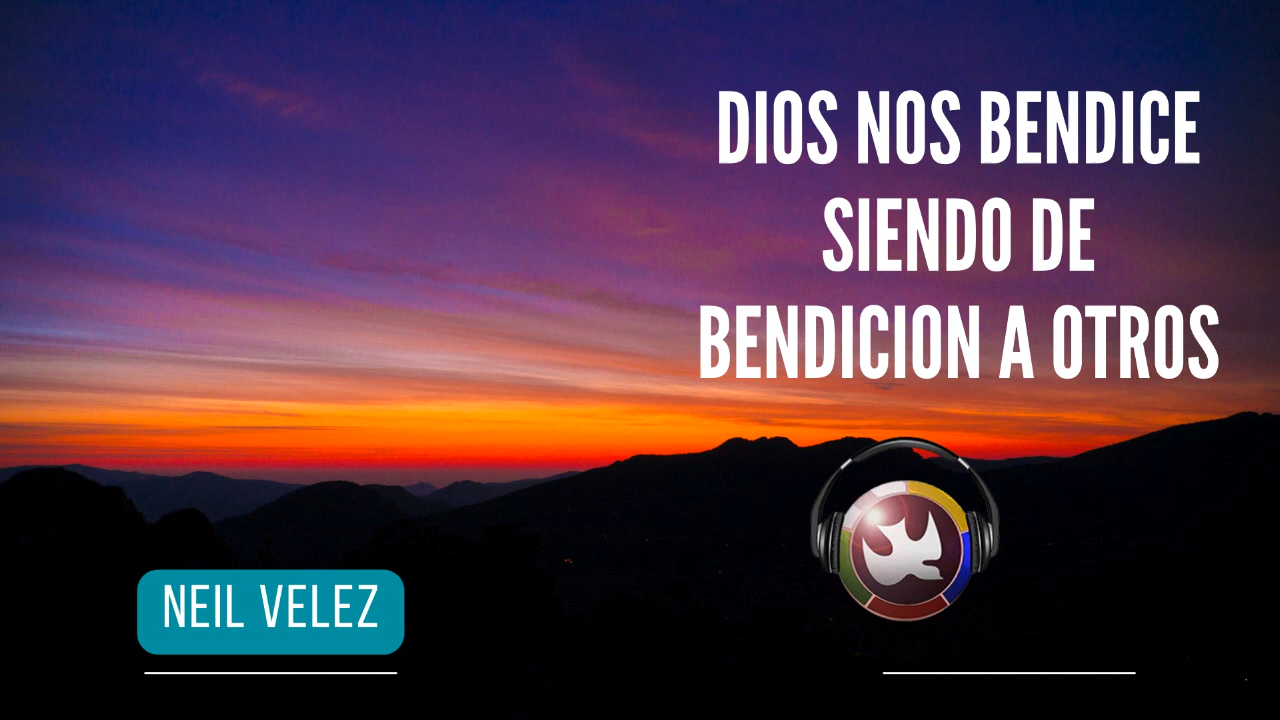 DIOS NOS BENDICE
SIENDO DE
BENDICION A OTROS
NEIL VELEZ